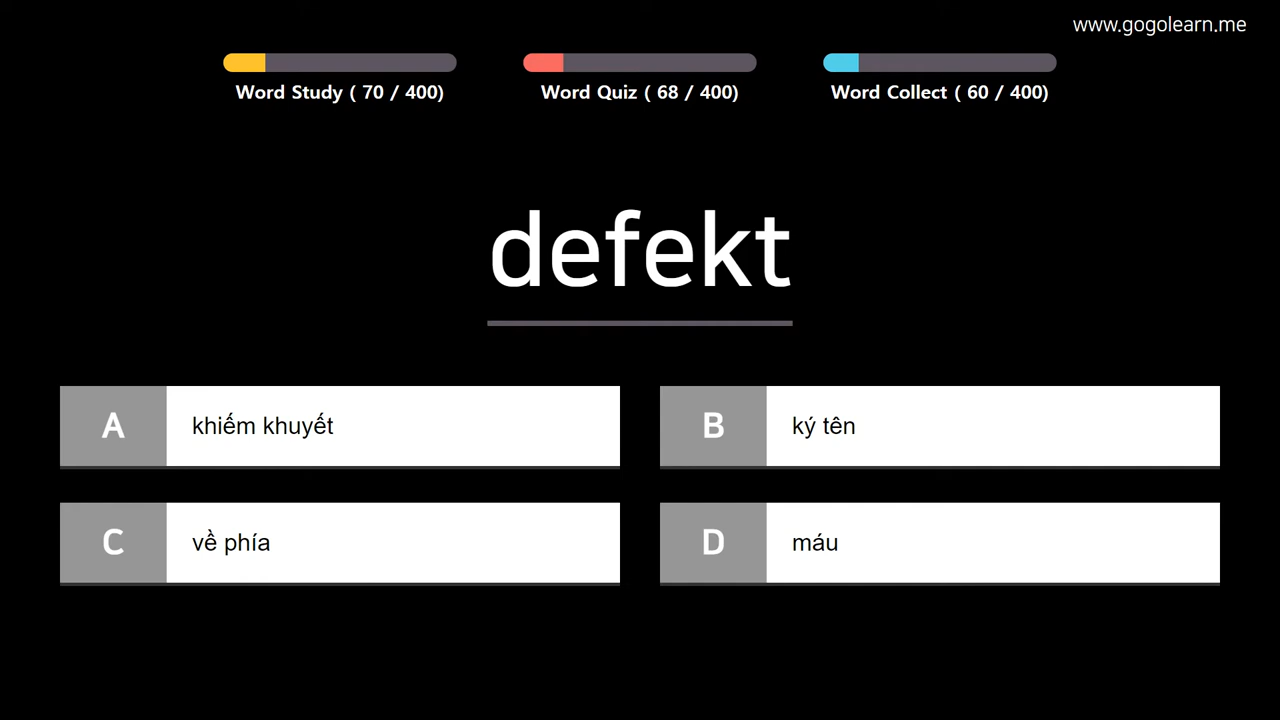 www.gogolearn.me
Word Study ( 70 / 400)
Word Quiz ( 68 / 400)
Word Collect ( 60 / 400)
defekt
A khiếm khuyết
B ký tên
C về phía
D máu